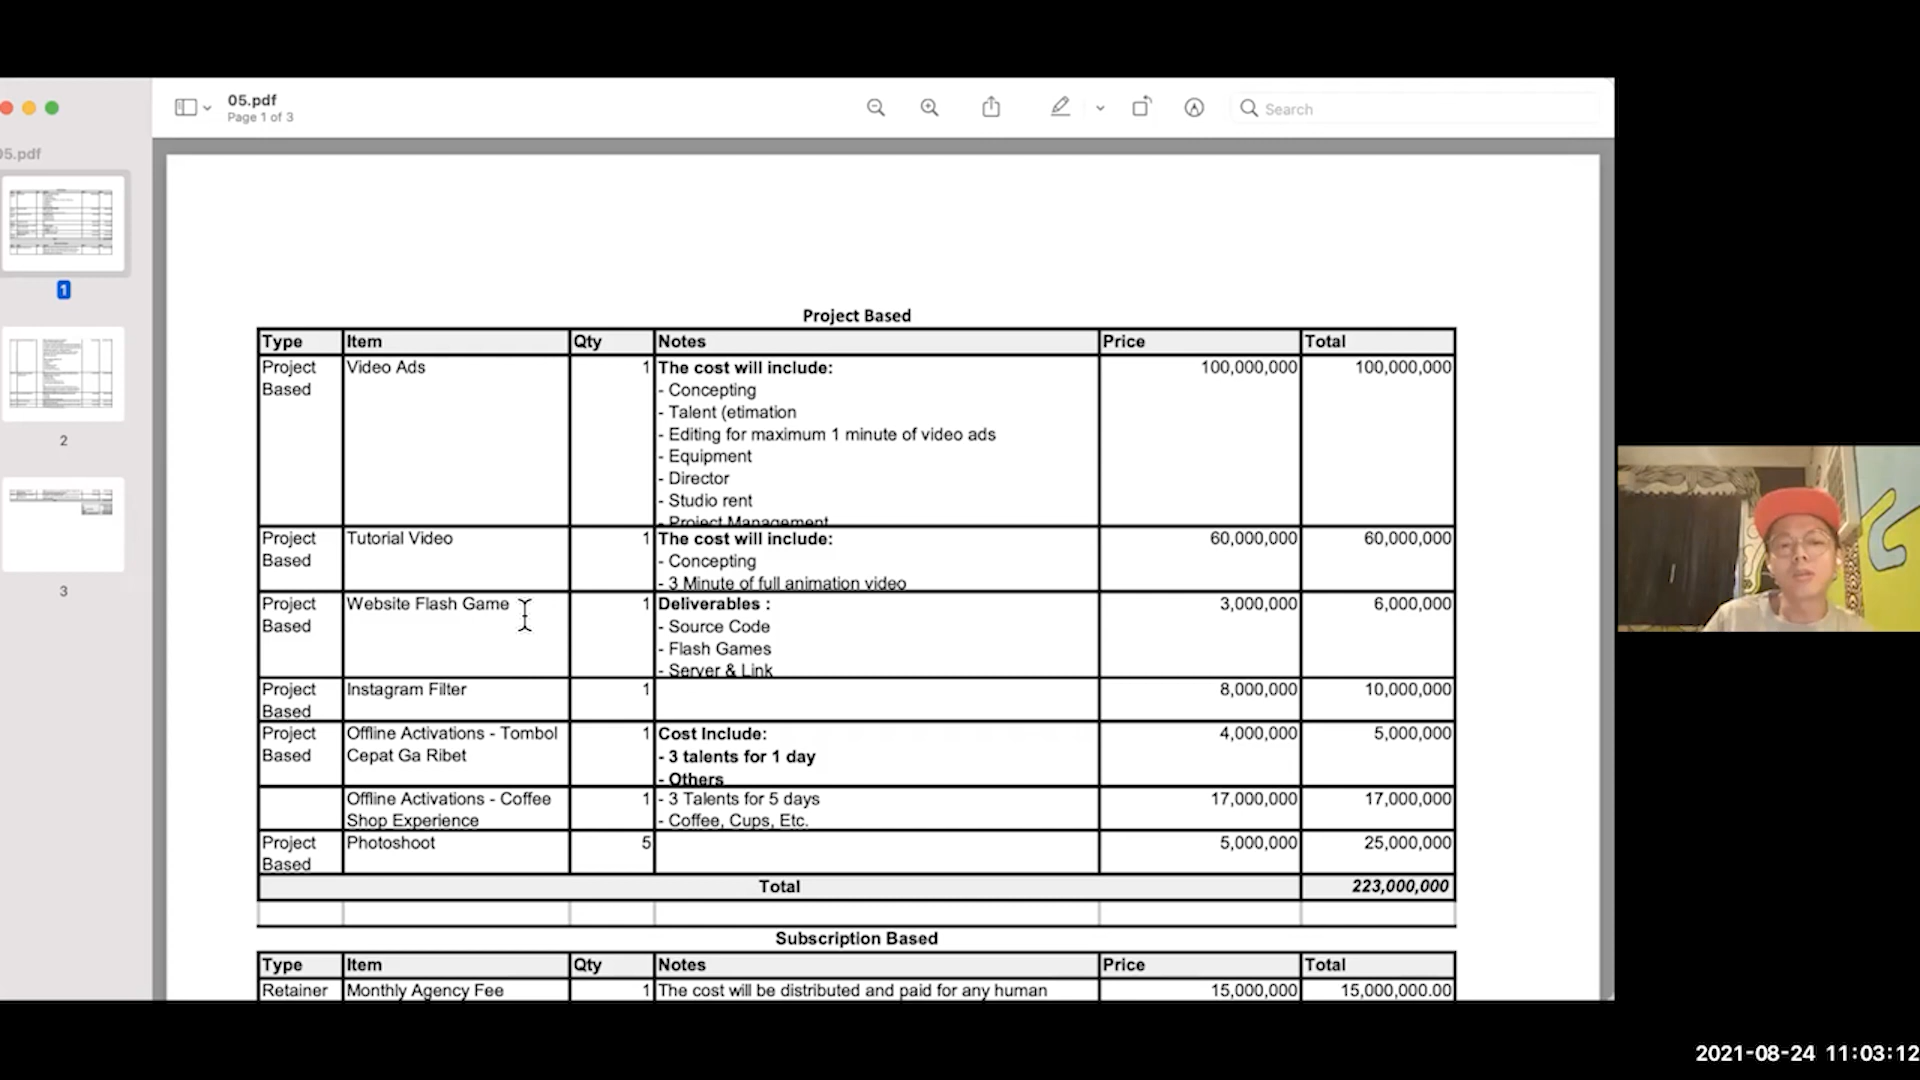 05.pdf
Page 1 of 3
Search
05.pdf
1
2
3
Project Based
Type Item Qty Notes Price Total
Project Based Video Ads 1 The cost will include: 100,000,000 100,000,000
- Concepting
- Talent (etimation
- Editing for maximum 1 minute of video ads
- Equipment
- Director
- Studio rent
- Project Management
Project Based Tutorial Video 1 The cost will include: 60,000,000 60,000,000
- Concepting
- 3 Minute of full animation video
Project Based Website Flash Game 1 Deliverables : 3,000,000 6,000,000
- Source Code
- Flash Games
- Server & Link
Project Based Instagram Filter 1 8,000,000 10,000,000
Project Based Offline Activations - Tombol Cepat Ga Ribet 1 Cost Include: 4,000,000 5,000,000
- 3 talents for 1 day
- Others
Offline Activations - Coffee Shop Experience 1 - 3 Talents for 5 days 17,000,000 17,000,000
- Coffee, Cups, Etc.
Project Based Photoshoot 5 5,000,000 25,000,000
Total 223,000,000
Subscription Based
Type Item Qty Notes Price Total
Retainer Monthly Agency Fee 1 The cost will be distributed and paid for any human 15,000,000 15,000,000.00
2021-08-24 11:03:12